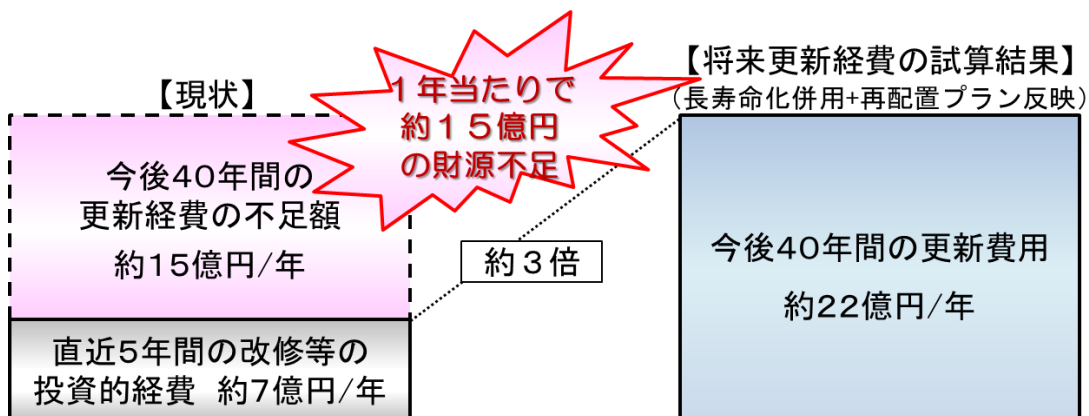 【現状】
今後40年間の
更新経費の不足額
約15億円/年
直近5年間の改修等の
投資的経費 約7億円/年
１年当たりで
約１５億円
の財源不足
約３倍
【将来更新経費の試算結果】
（長寿命化併用+再配置プラン反映）
今後40年間の更新費用
約22億円/年